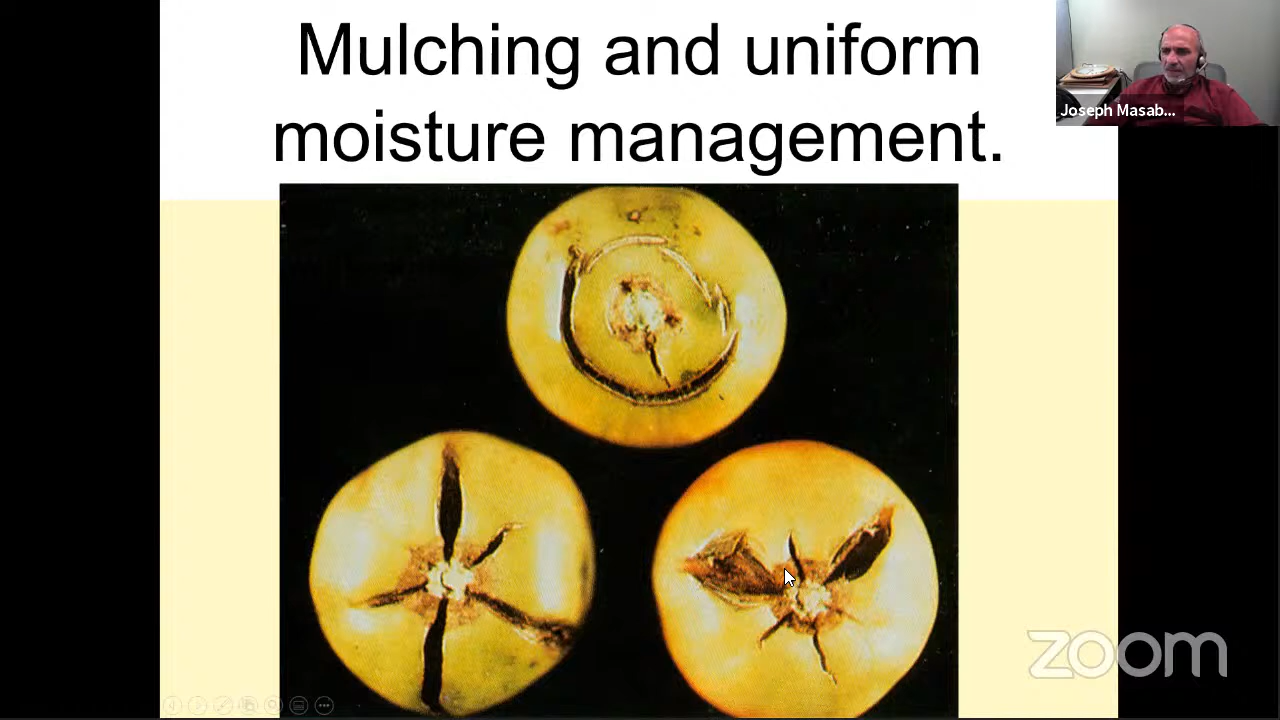 Mulching and uniform
moisture management.
Joseph Masab...
zoom